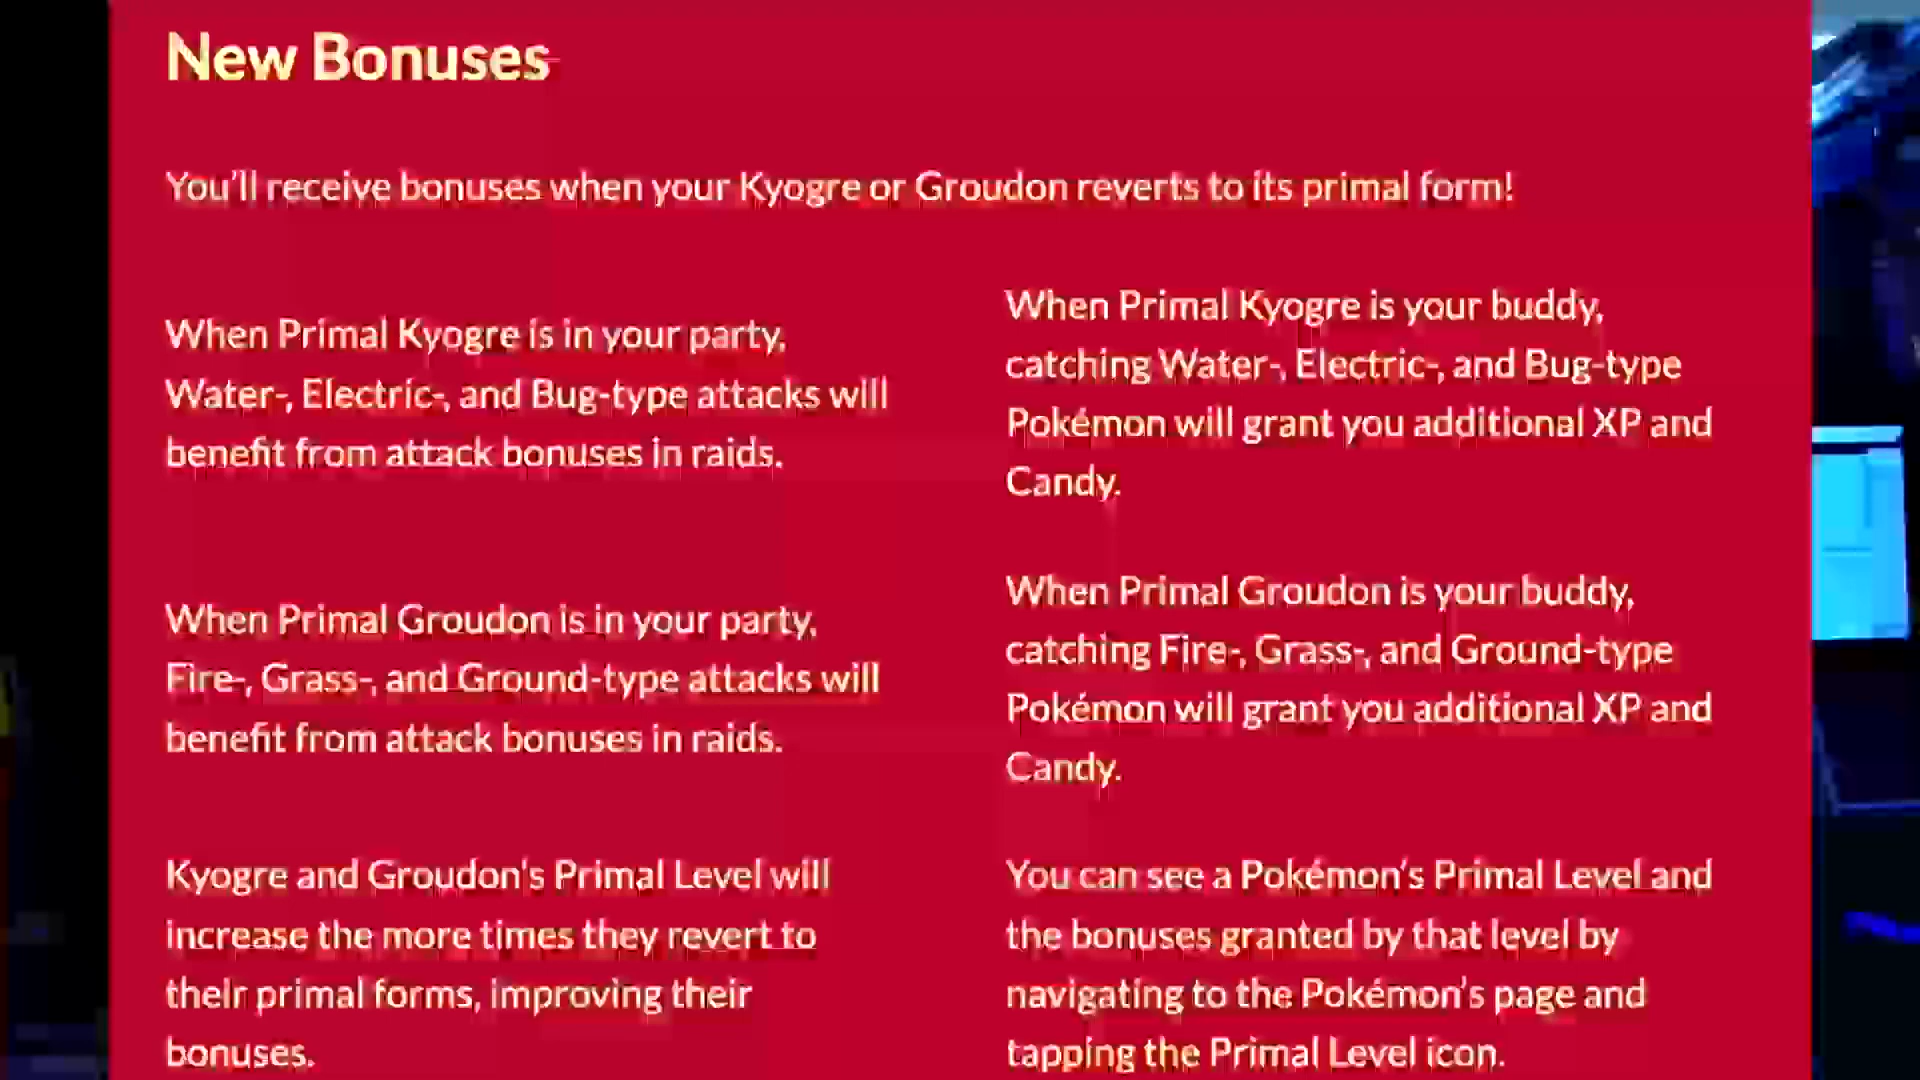 New Bonuses
You'll receive bonuses when your Kyogre or Groudon reverts to its primal form!
When Primal Kyogre is in your party,
Water-, Electric-, and Bug-type attacks will
benefit from attack bonuses in raids.
When Primal Kyogre is your buddy,
catching Water-, Electric-, and Bug-type
Pokémon will grant you additional XP and
Candy.
When Primal Groudon is in your party,
Fire-, Grass-, and Ground-type attacks will
benefit from attack bonuses in raids.
When Primal Groudon is your buddy,
catching Fire-, Grass-, and Ground-type
Pokémon will grant you additional XP and
Candy.
Kyogre and Groudon's Primal Level will
increase the more times they revert to
their primal forms, improving their
bonuses.
You can see a Pokémon's Primal Level and
the bonuses granted by that level by
navigating to the Pokémon's page and
tapping the Primal Level icon.